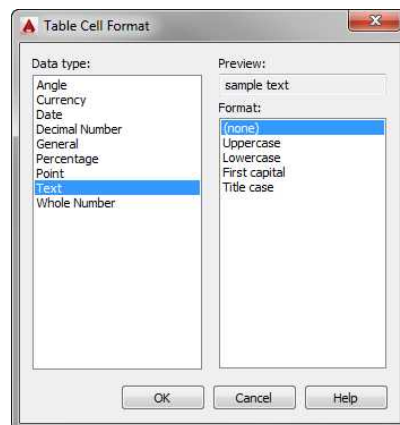 Table Cell Format
Data type:
Angle
Currency
Date
Decimal Number
General
Percentage
Point
Text
Whole Number
Preview:
sample text
Format:
(none)
Uppercase
Lowercase
First capital
Title case
OK
Cancel
Help